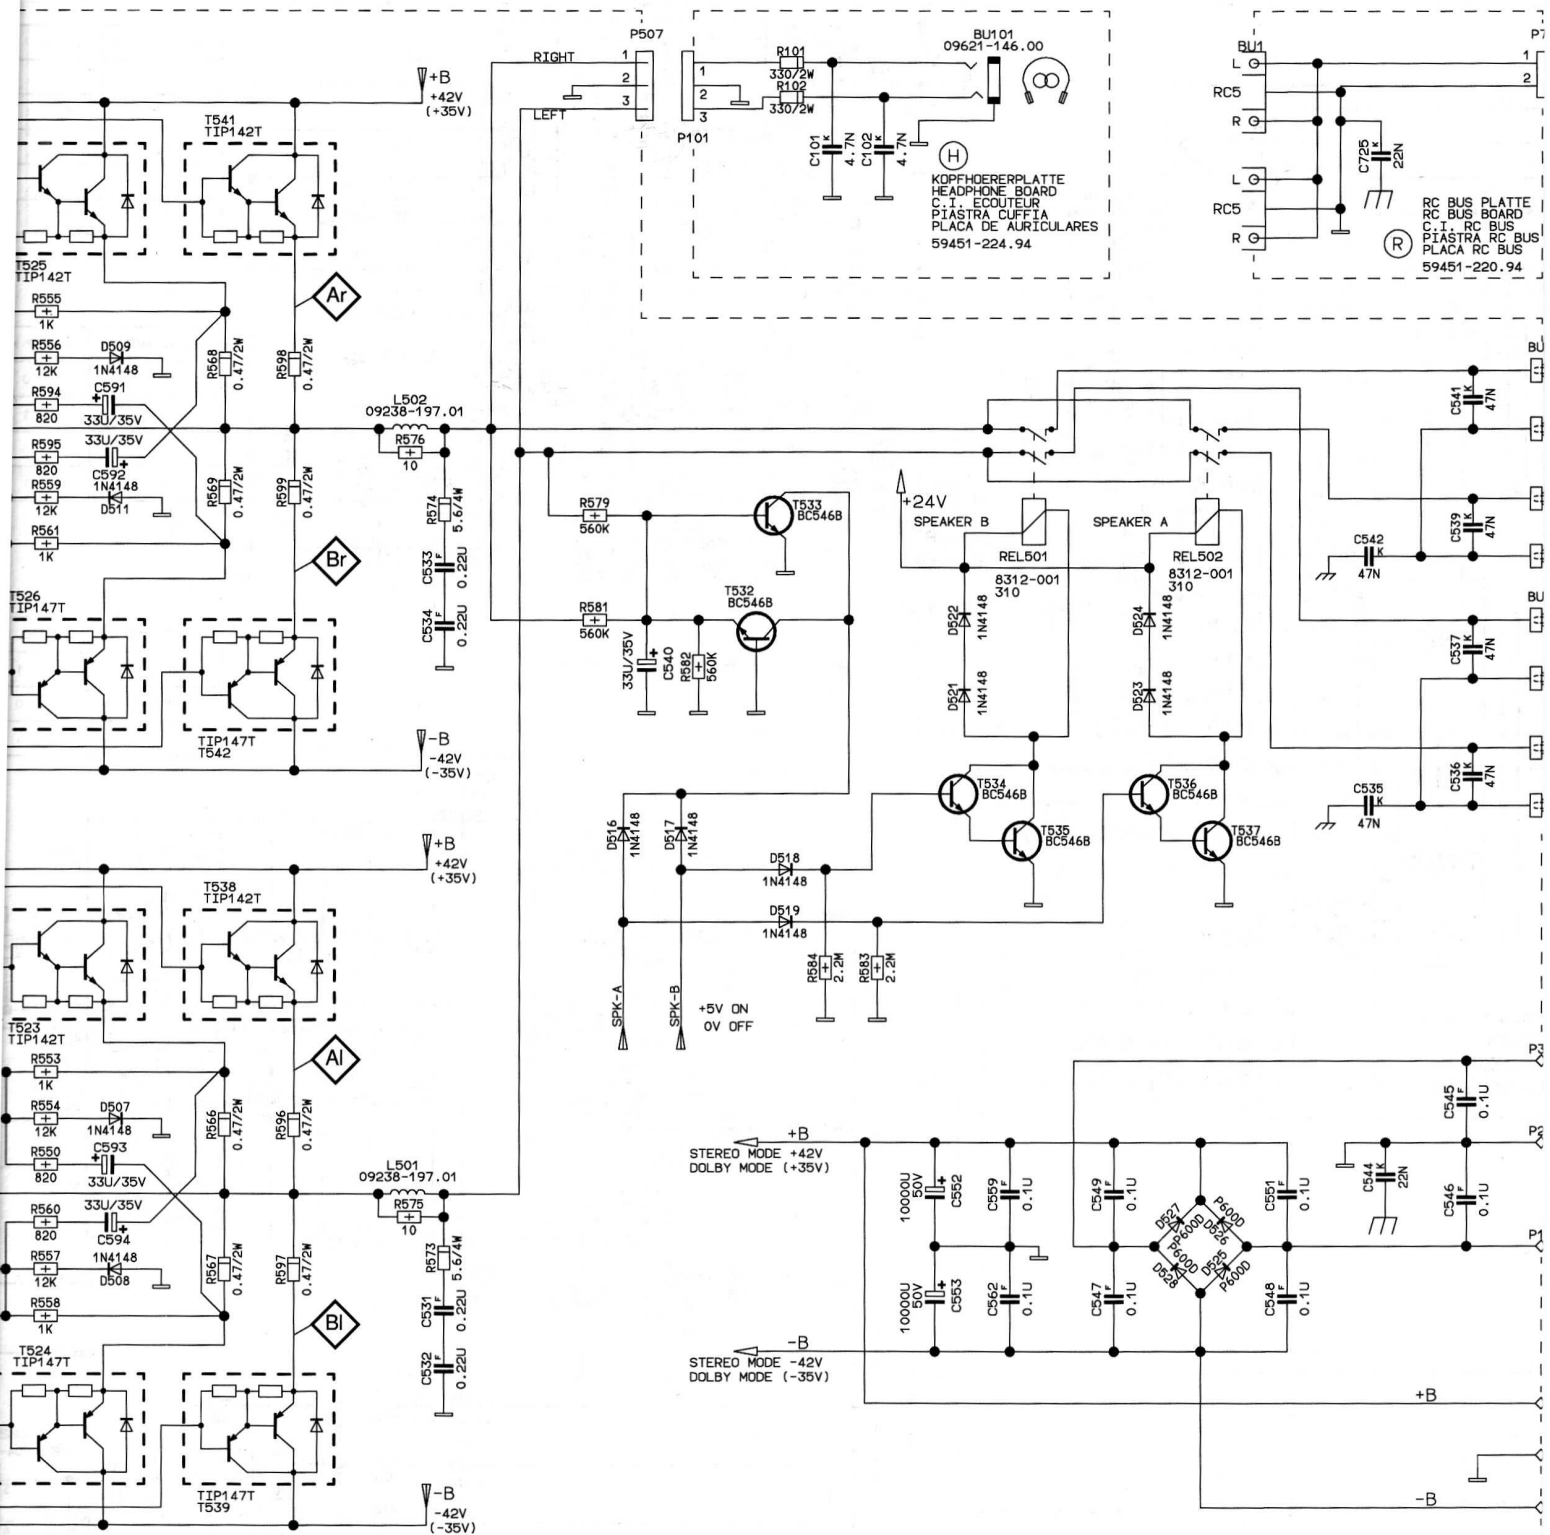 P507
RIGHT
1
2
3
LEFT
P101
1
2
3
R101
330/2W
R102
330/2W
BU101
09621-146.00
C101
K
4.7N
C102
K
4.7N
H
KOPFHOERERPLATTE
HEADPHONE BOARD
C.I. ECOUTEUR
PIASTRA CUFFIA
PLACA DE AURICULARES
59451-224.94
BU1
L
RC5
R
L
RC5
R
1
2
C725
K
22N
R
RC BUS PLATTE
RC BUS BOARD
C.I. RC BUS
PIASTRA RC BUS
PLACA RC BUS
59451-220.94
+B
+42V
(+35V)
T541
TIP142T
T525
TIP142T
Ar
R555
1K
R556
12K
D509
1N4148
R594
820
C591
+
33U/35V
R595
820
33U/35V
C592
+
R559
12K
1N4148
D511
R561
1K
R568
0.47/2W
R598
0.47/2W
R569
0.47/2W
R599
0.47/2W
L502
09238-197.01
R576
10
R574
5.6/4W
C533
F
0.22U
C534
F
0.22U
Br
T526
TIP147T
TIP147T
T542
-B
-42V
(-35V)
R579
560K
T533
BC546B
R581
560K
T532
BC546B
33U/35V
+
C540
R582
560K
+24V
SPEAKER B
REL501
8312-001
310
SPEAKER A
REL502
8312-001
310
D522
1N4148
D521
1N4148
D524
1N4148
D523
1N4148
T534
BC546B
T535
BC546B
T536
BC546B
T537
BC546B
BU
C541
K
47N
C539
K
47N
C542
K
47N
BU
C537
K
47N
C536
K
47N
C535
K
47N
D516
1N4148
D517
1N4148
D518
1N4148
D519
1N4148
R584
2.2M
R583
2.2M
SPK-A
SPK-B
+5V ON
0V OFF
+B
+42V
(+35V)
T538
TIP142T
T523
TIP142T
Al
R553
1K
R554
12K
D507
1N4148
R550
820
C593
+
33U/35V
R560
820
33U/35V
C594
+
R557
12K
1N4148
D508
R558
1K
R566
0.47/2W
R596
0.47/2W
R567
0.47/2W
R597
0.47/2W
L501
09238-197.01
R575
10
R573
5.6/4W
C531
F
0.22U
C532
F
0.22U
Bl
T524
TIP147T
TIP147T
T539
-B
-42V
(-35V)
+B
STEREO MODE +42V
DOLBY MODE (+35V)
10000U
50V
+
C552
C559
F
0.1U
C549
F
0.1U
D527
P600D
P600D
D526
C551
F
0.1U
10000U
50V
+
C553
C562
F
0.1U
C547
F
0.1U
P600D
D528
D525
P600D
C548
F
0.1U
-B
STEREO MODE -42V
DOLBY MODE (-35V)
C545
F
0.1U
C544
K
22N
C546
F
0.1U
P3
P2
P1
+B
-B